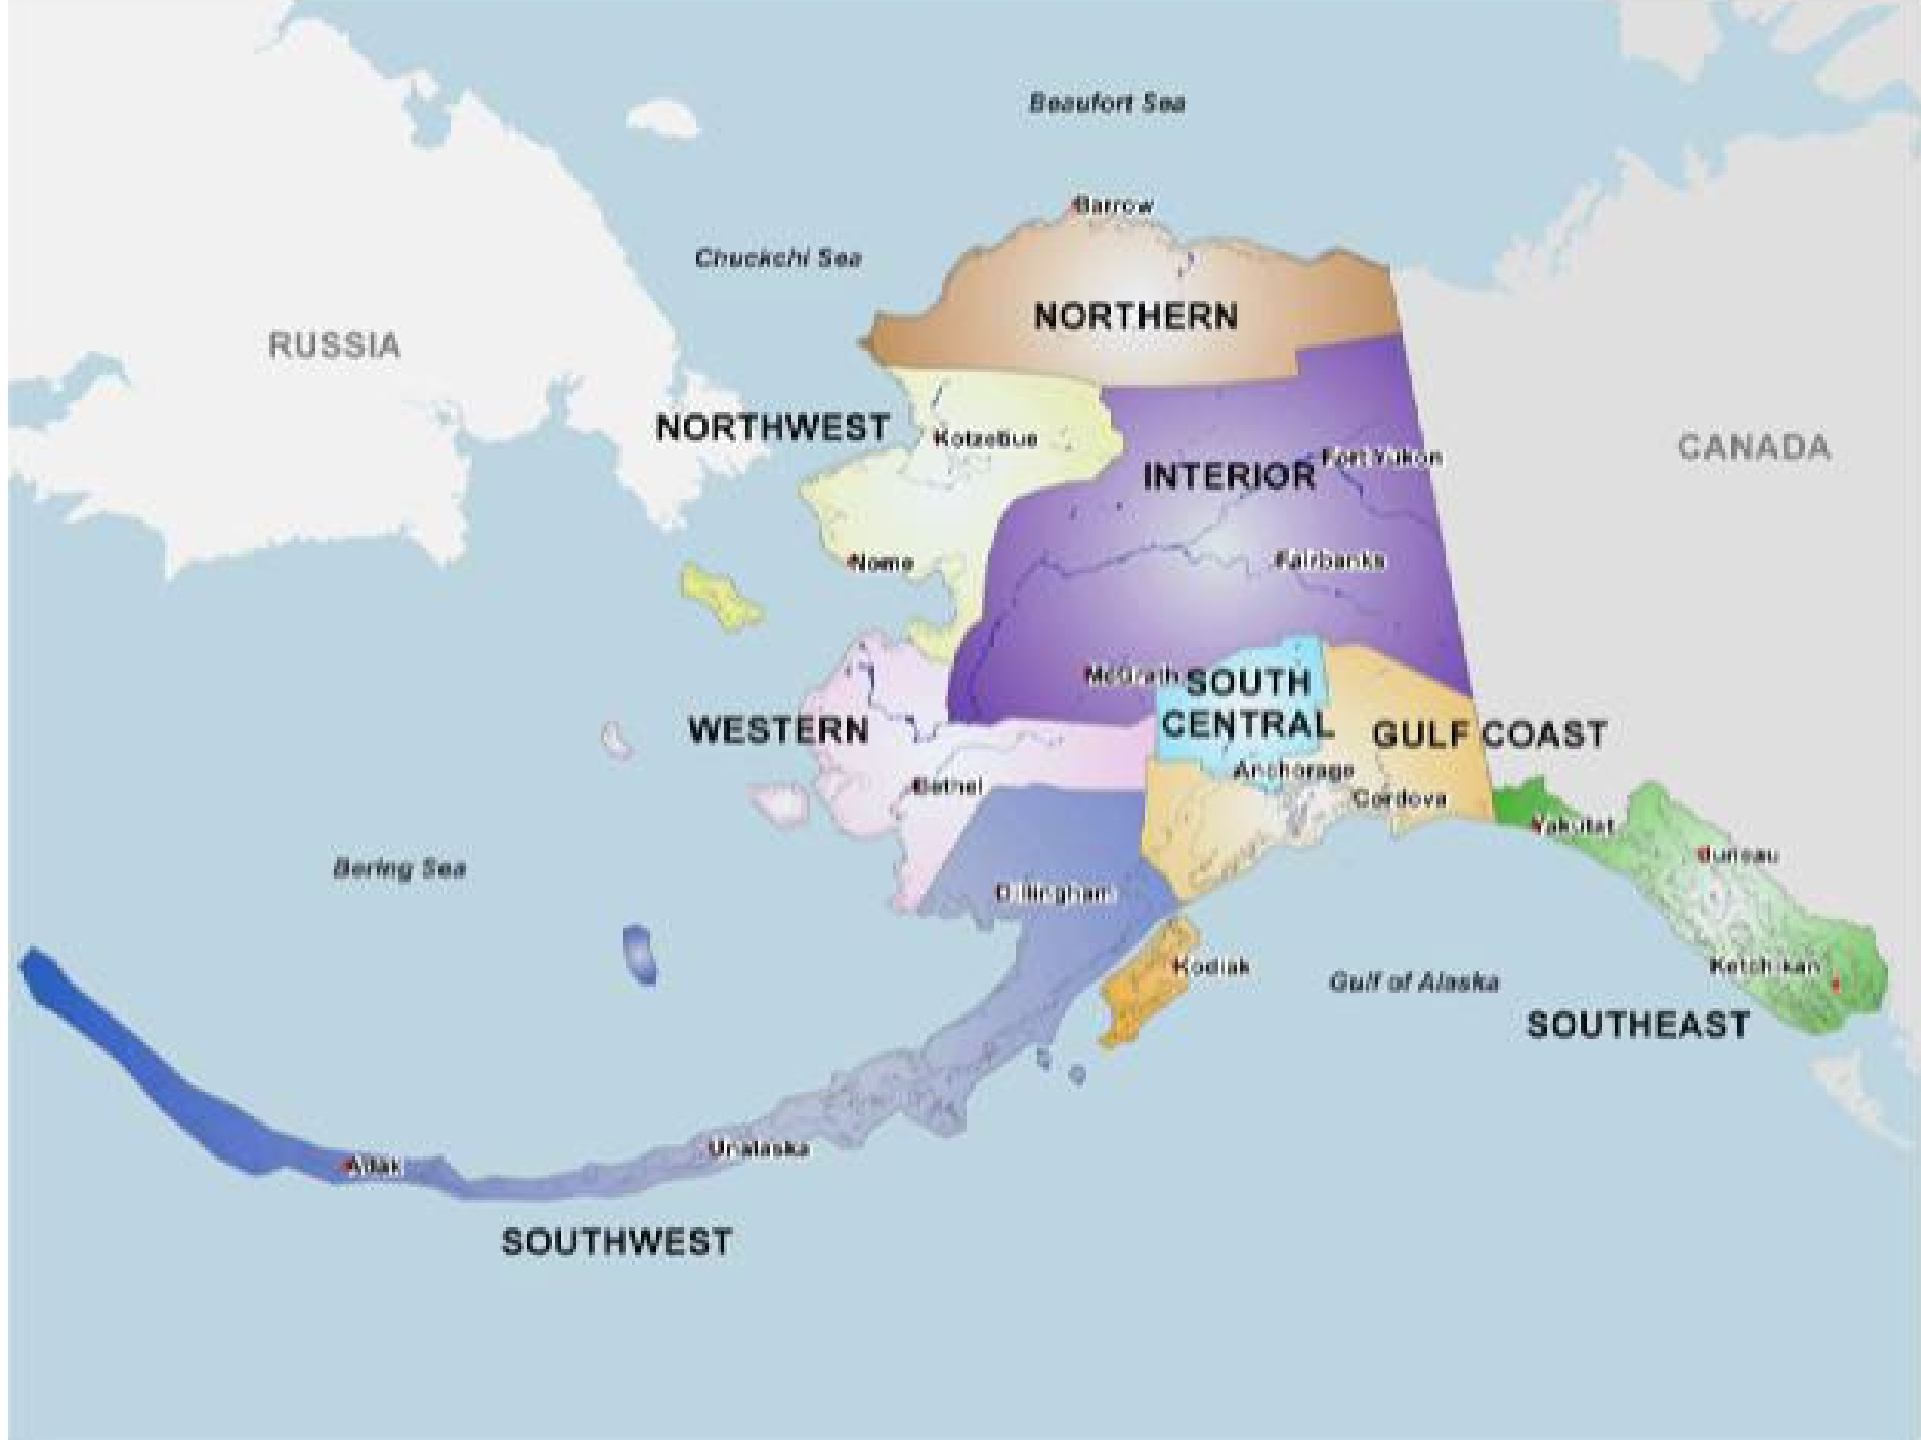 Beaufort Sea
Barrow
Chuckchi Sea
NORTHERN
RUSSIA
NORTHWEST
Kotzebue
CANADA
INTERIOR
Fort Yukon
Nome
Fairbanks
McGrath
SOUTH
CENTRAL
WESTERN
GULF COAST
Anchorage
Bethel
Cordova
Yakutat
Juneau
Bering Sea
Dillingham
Kodiak
Gulf of Alaska
Ketchikan
SOUTHEAST
Unalaska
Adak
SOUTHWEST